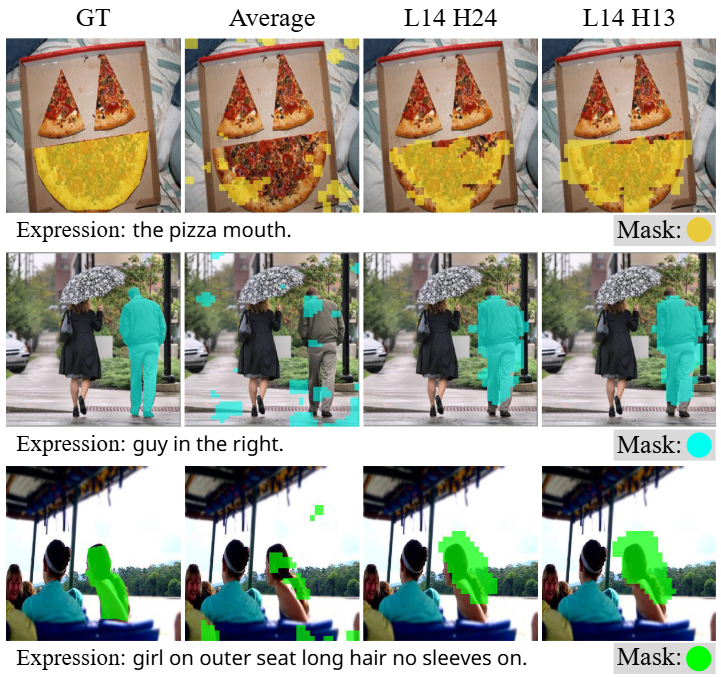 GT Average L14 H24 L14 H13
Expression: the pizza mouth. Mask:
Expression: guy in the right. Mask:
Expression: girl on outer seat long hair no sleeves on. Mask: